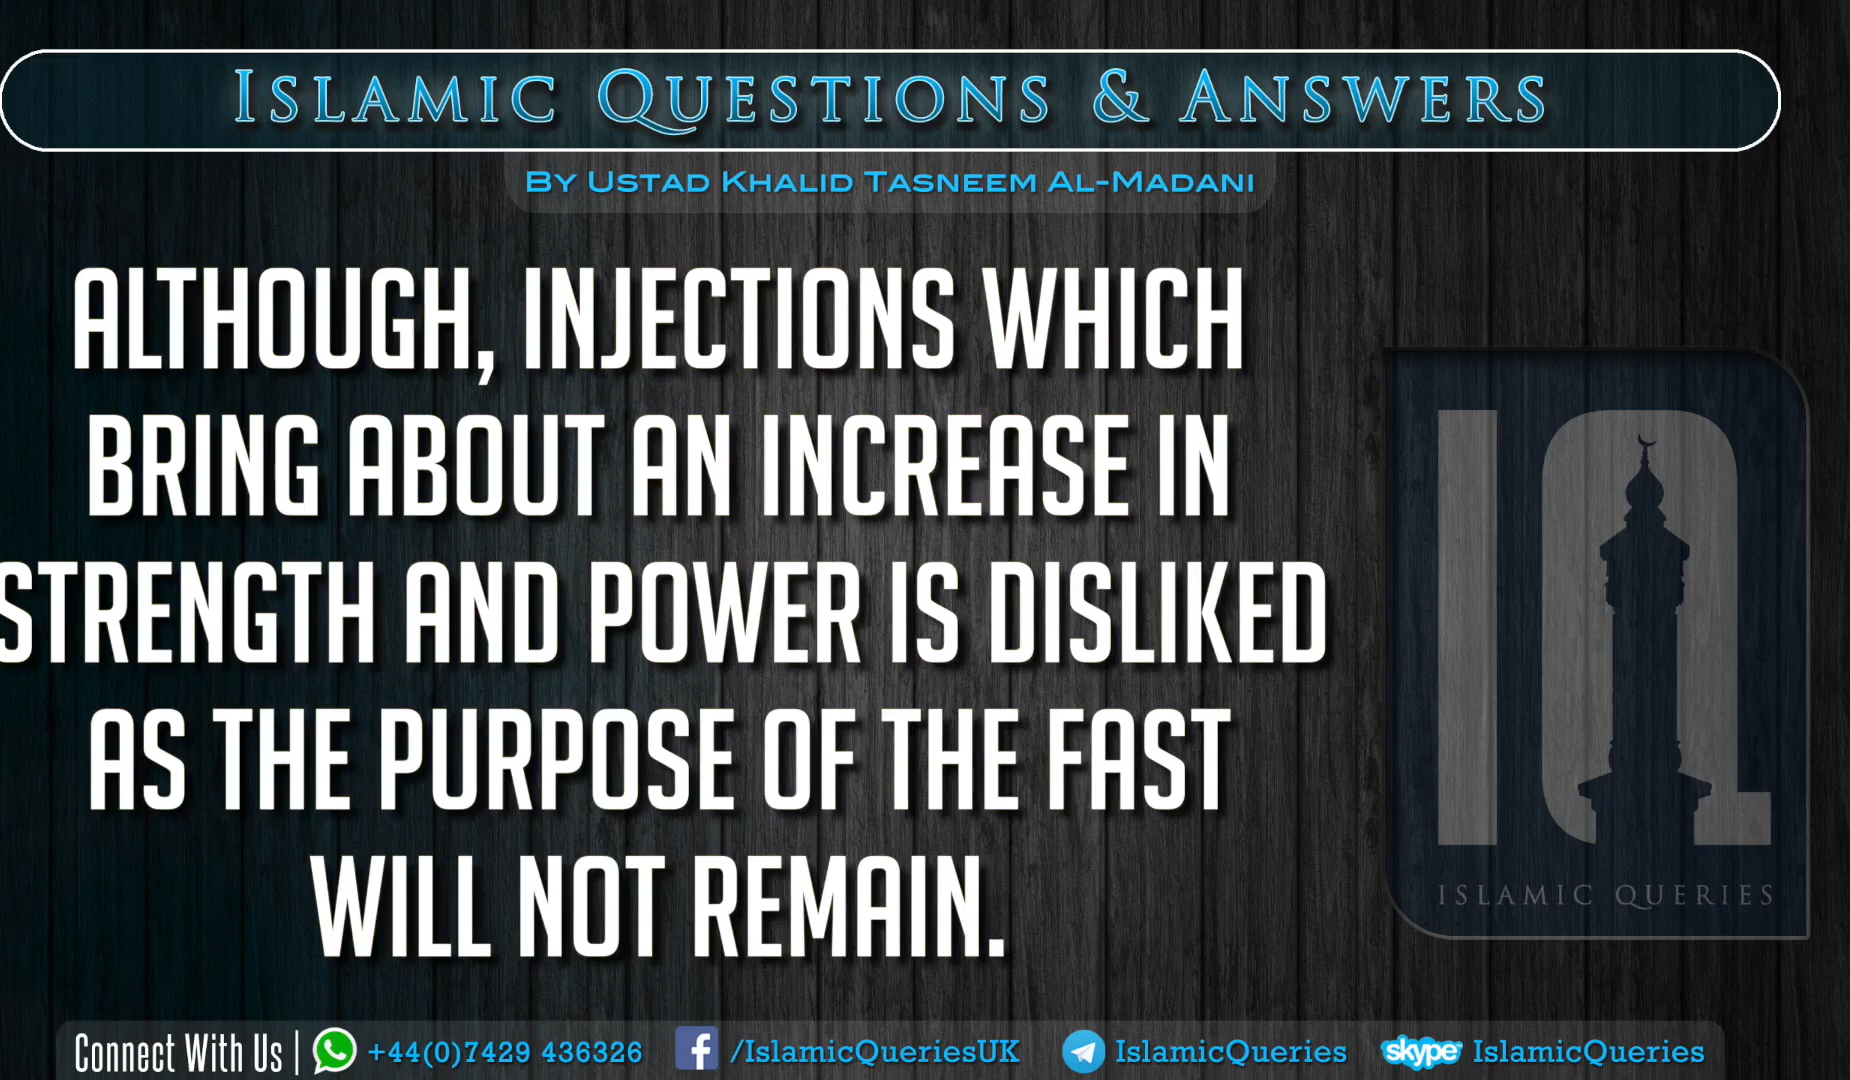 ISLAMIC QUESTIONS & ANSWERS
BY USTAD KHALID TASNEEM AL-MADANI
ALTHOUGH, INJECTIONS WHICH
BRING ABOUT AN INCREASE IN
STRENGTH AND POWER IS DISLIKED
AS THE PURPOSE OF THE FAST
WILL NOT REMAIN.
IQ
ISLAMIC QUERIES
Connect With Us | +44(0)7429 436326 f /IslamicQueriesUK IslamicQueries skype IslamicQueries